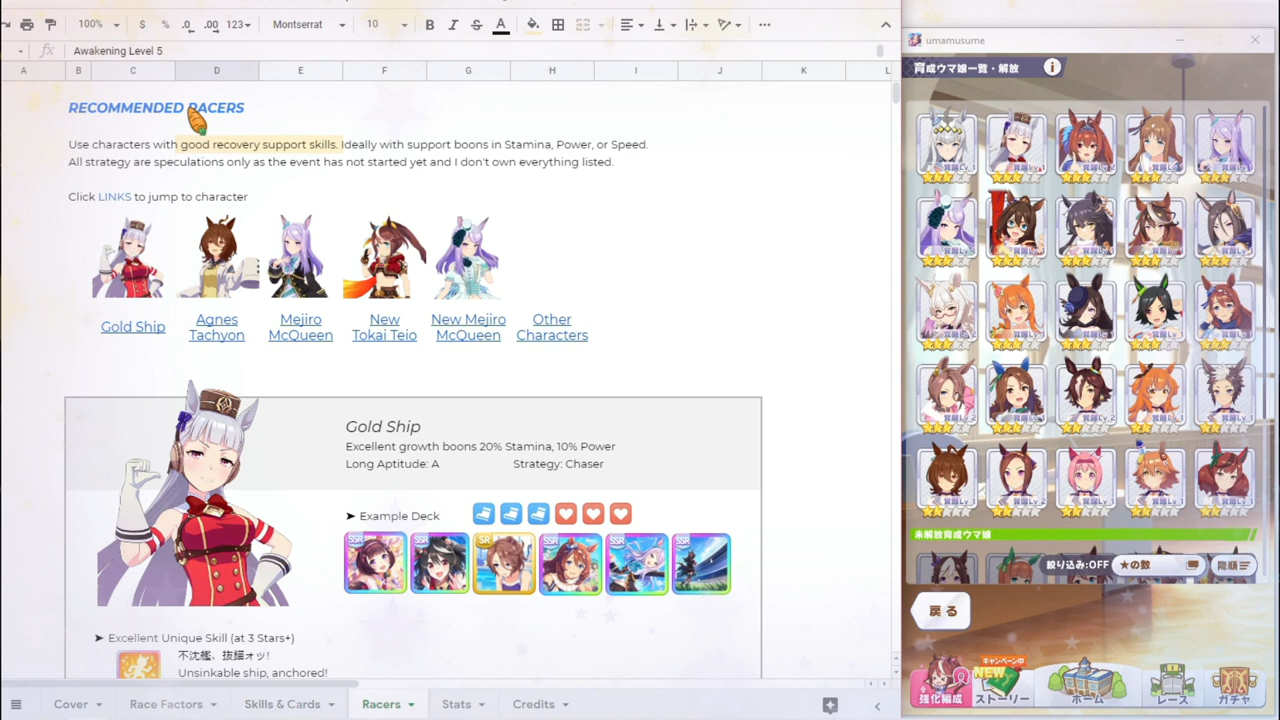 100%
$
%
.0
.00
123
Montserrat
10
B
I
S
A
umamusume
fx
Awakening Level 5
A
B
C
D
E
F
G
H
I
J
K
L
育成ウマ娘一覧・解放
i
RECOMMENDED RACERS
Use characters with good recovery support skills. Ideally with support boons in Stamina, Power, or Speed.
All strategy are speculations only as the event has not started yet and I don't own everything listed.
Click LINKS to jump to character
Gold Ship
Agnes
Tachyon
Mejiro
McQueen
New
Tokai Teio
New Mejiro
McQueen
Other
Characters
Gold Ship
Excellent growth boons 20% Stamina, 10% Power
Long Aptitude: A
Strategy: Chaser
➤ Example Deck
SSR
SSR
SR
SSR
SSR
SSR
➤ Excellent Unique Skill (at 3 Stars+)
不沈艦、抜錨ォッ!
Unsinkable ship, anchored!
未解放育成ウマ娘
絞り込み:OFF
★の数
降順
戻る
キャンペーン中
NEW
強化編成
ストーリー
ホーム
レース
ガチャ
Cover
Race Factors
Skills & Cards
Racers
Stats
Credits